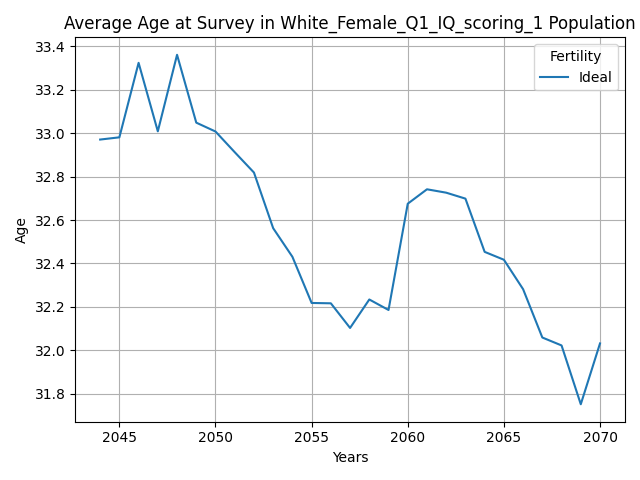 Average Age at Survey in White_Female_Q1_IQ_scoring_1 Population
Fertility
Ideal
33.4
33.2
33.0
32.8
32.6
32.4
32.2
32.0
31.8
Age
2045 2050 2055 2060 2065 2070
Years